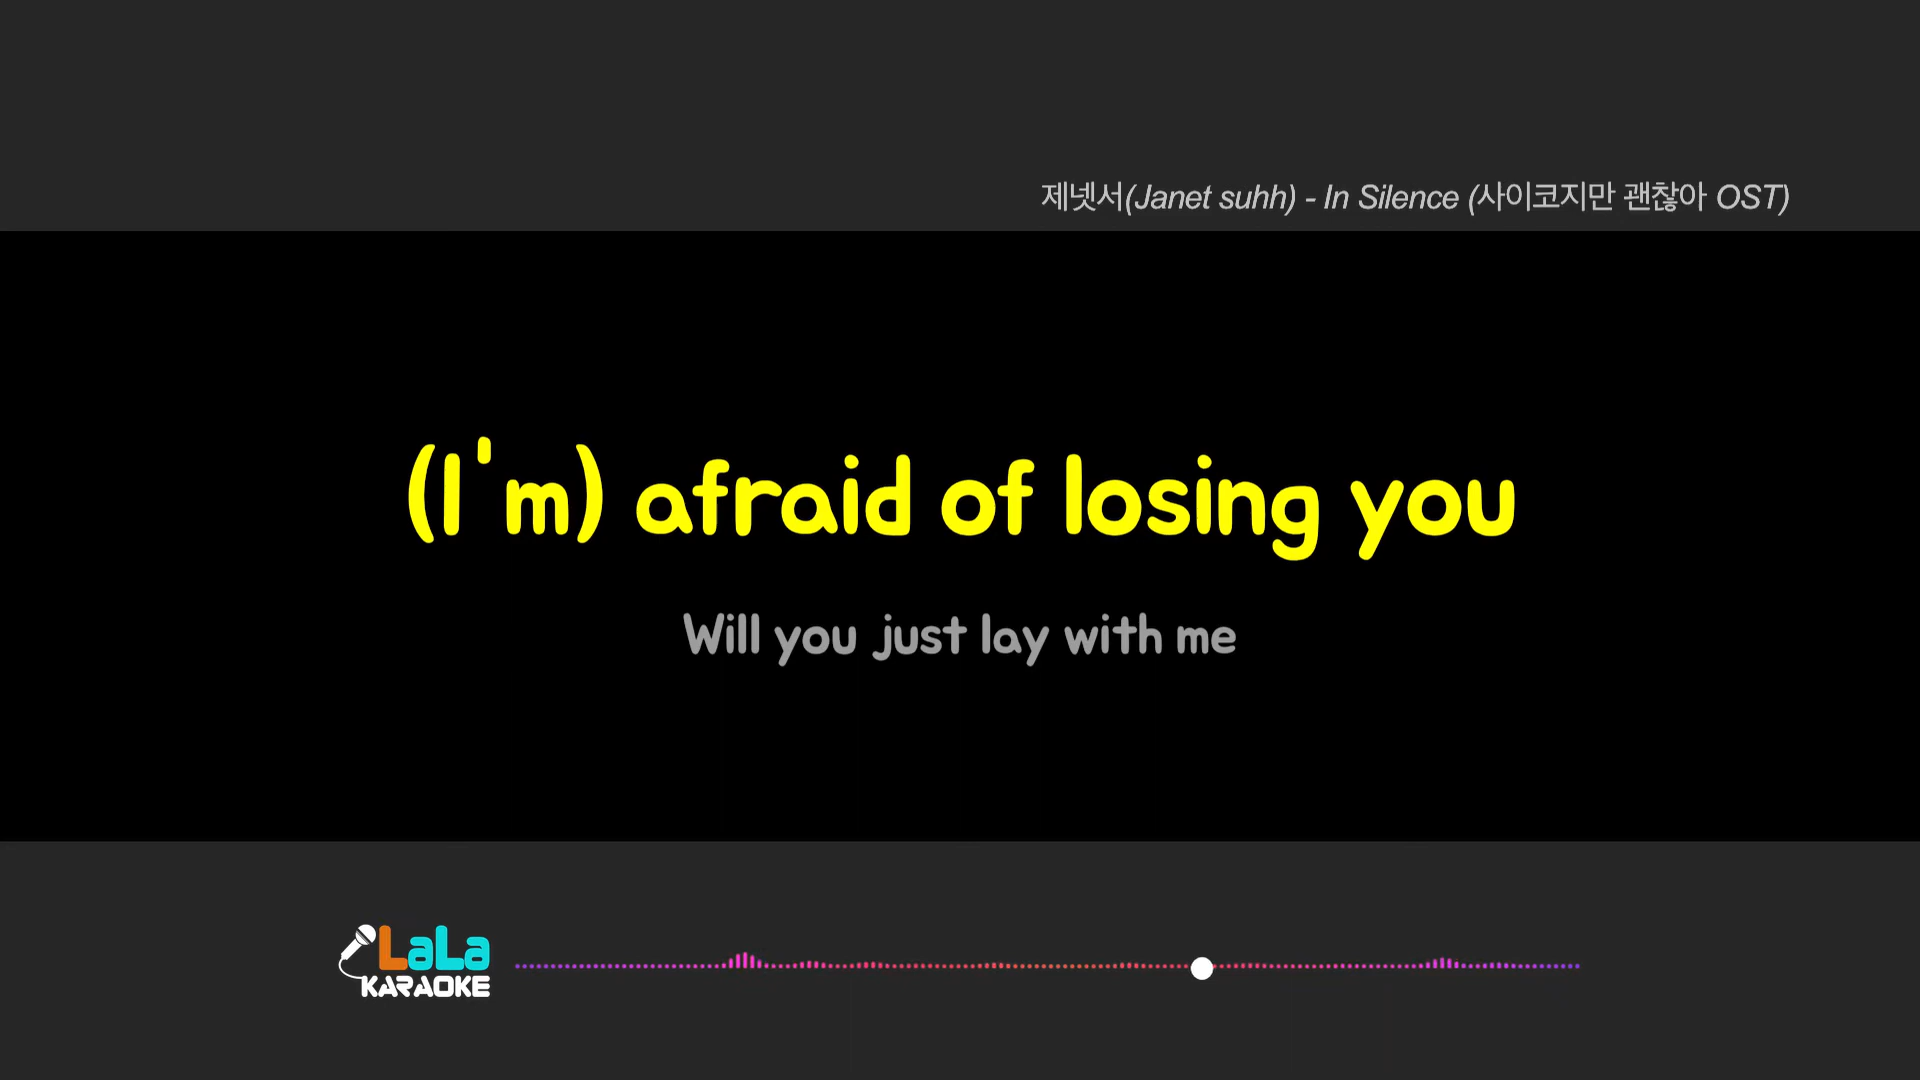 제넷서(Janet suhh) - In Silence (사이코지만 괜찮아 OST)
(I'm) afraid of losing you
Will you just lay with me
LaLa
KARAOKE